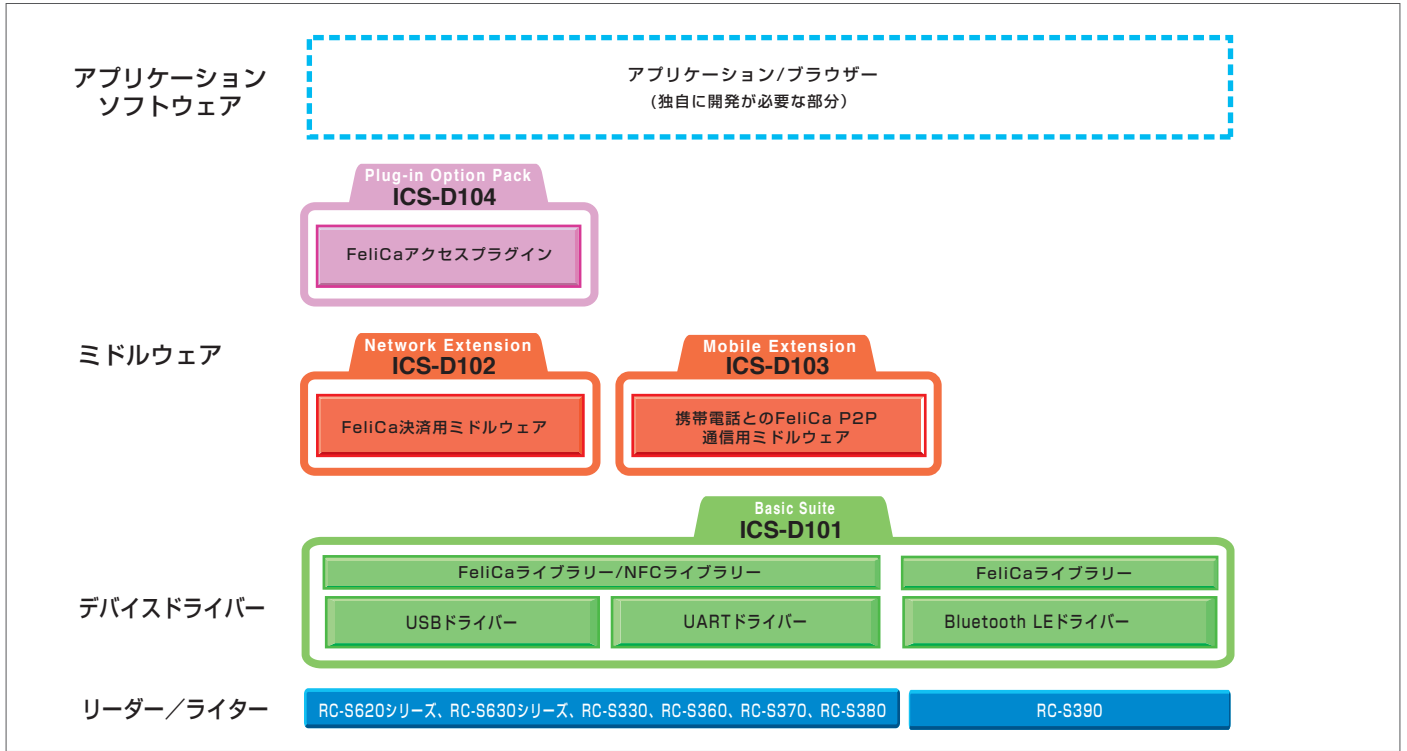 アプリケーション
ソフトウェア
アプリケーション/ブラウザー
(独自に開発が必要な部分)
Plug-in Option Pack
ICS-D104
FeliCaアクセスプラグイン
ミドルウェア
Network Extension
ICS-D102
FeliCa決済用ミドルウェア
Mobile Extension
ICS-D103
携帯電話とのFeliCa P2P
通信用ミドルウェア
Basic Suite
ICS-D101
FeliCaライブラリー/NFCライブラリー
FeliCaライブラリー
デバイスドライバー
USBドライバー
UARTドライバー
Bluetooth LEドライバー
リーダー／ライター
RC-S620シリーズ、RC-S630シリーズ、RC-S330、RC-S360、RC-S370、RC-S380
RC-S390